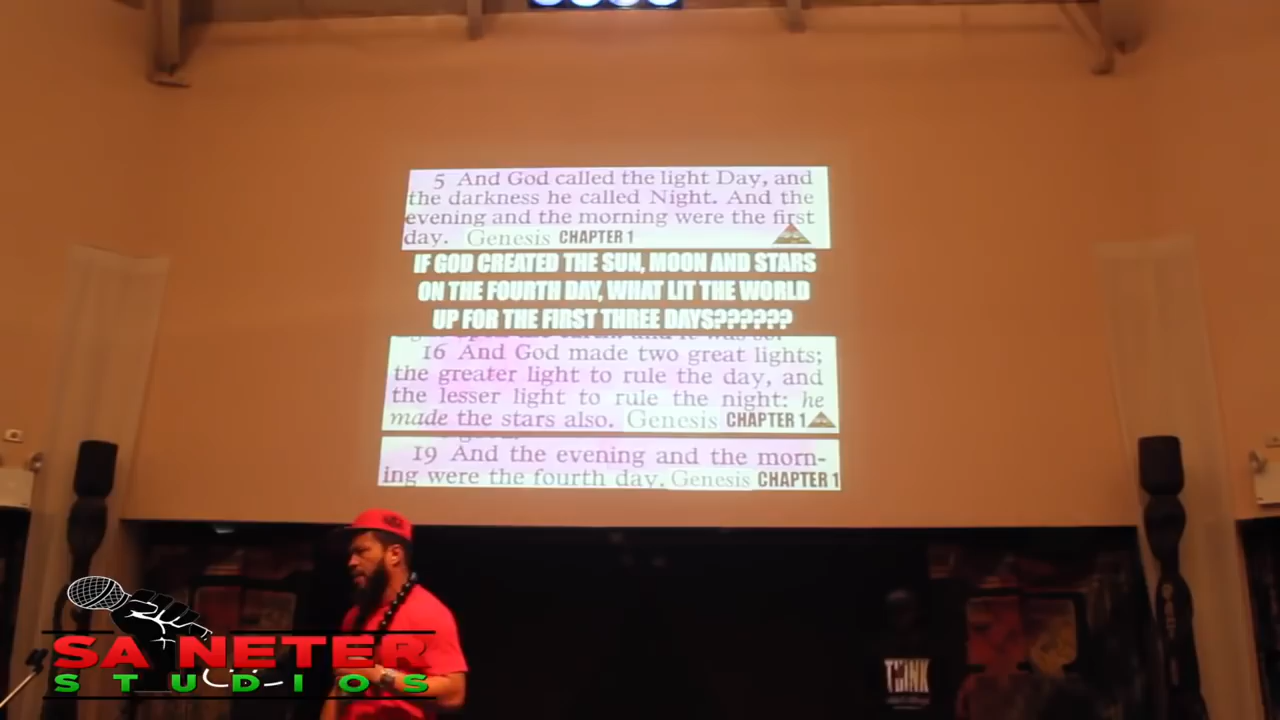 5 And God called the light Day, and
the darkness he called Night. And the
evening and the morning were the first
day. Genesis CHAPTER 1
IF GOD CREATED THE SUN, MOON AND STARS
ON THE FOURTH DAY, WHAT LIT THE WORLD
UP FOR THE FIRST THREE DAYS??????
16 And God made two great lights;
the greater light to rule the day, and
the lesser light to rule the night: he
made the stars also. Genesis CHAPTER 1
19 And the evening and the morn-
ing were the fourth day. Genesis CHAPTER 1
SA NETER
STUDIOS
THINK